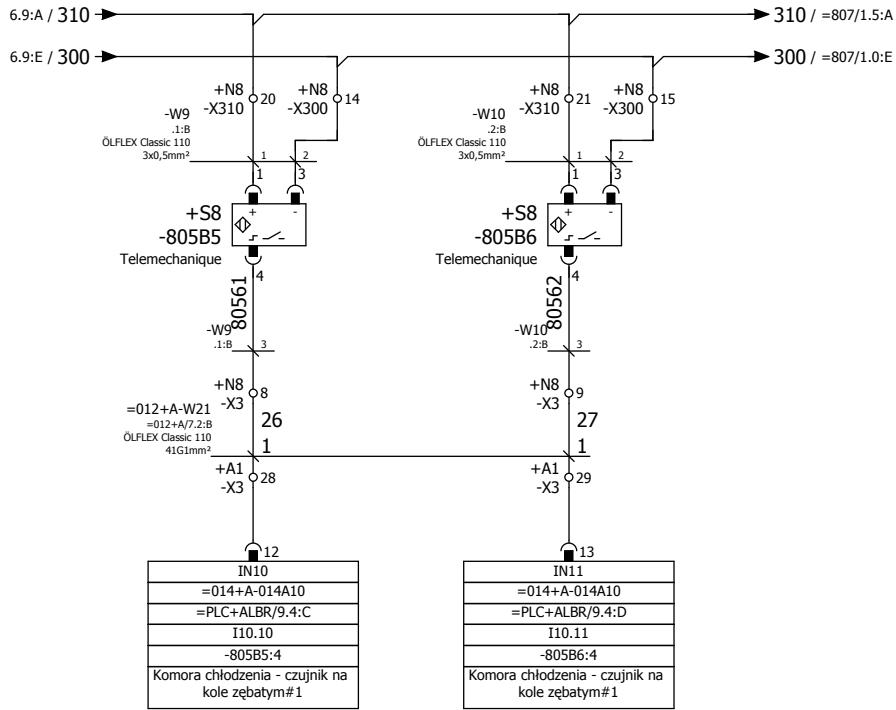 6.9:A / 310
310 / =807/1.5:A
6.9:E / 300
300 / =807/1.0:E
+N8
-X310
20
+N8
-X300
14
+N8
-X310
21
+N8
-X300
15
-W9
.1:B
ÖLFLEX Classic 110
3x0,5mm²
1
2
1
3
-W10
.2:B
ÖLFLEX Classic 110
3x0,5mm²
1
2
1
3
+S8
-805B5
Telemechanique
+
-
4
+S8
-805B6
Telemechanique
+
-
4
80561
80562
-W9
.1:B
3
-W10
.2:B
3
+N8
-X3
8
+N8
-X3
9
=012+A-W21
=012+A/7.2:B
ÖLFLEX Classic 110
41G1mm²
26
1
27
1
+A1
-X3
28
+A1
-X3
29
12
13
IN10
=014+A-014A10
=PLC+ALBR/9.4:C
I10.10
-805B5:4
Komora chłodzenia - czujnik na
kole zębatym#1
IN11
=014+A-014A10
=PLC+ALBR/9.4:D
I10.11
-805B6:4
Komora chłodzenia - czujnik na
kole zębatym#1